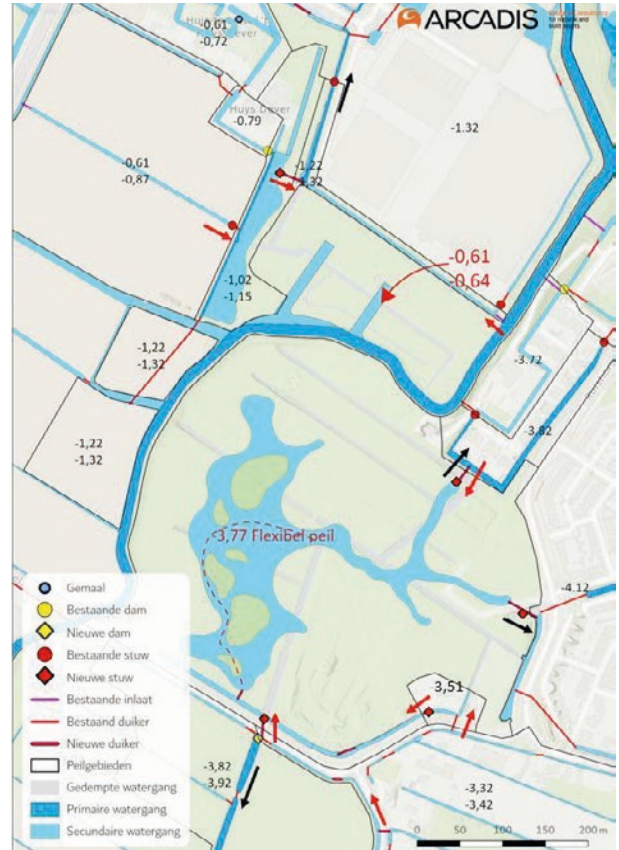 -0,61
-0,72
ARCADIS
Huys Dever
-0.79
-1.32
-0,61
-0,87
-1,22
-1,32
-0,61
-0,64
-1,02
-1,15
-1,22
-1,32
-3.72
-1,22
-1,32
-3.82
-3,77 Flexibel peil
-4.12
3,51
-3,82
3,92
-3,32
-3,42
Gemaal
Bestaande dam
Nieuwe dam
Bestaande stuw
Nieuwe stuw
Bestaande inlaat
Bestaand duiker
Nieuwe duiker
Peilgebieden
Gedempte watergang
Primaire watergang
Secundaire watergang
0 50 100 150 200 m